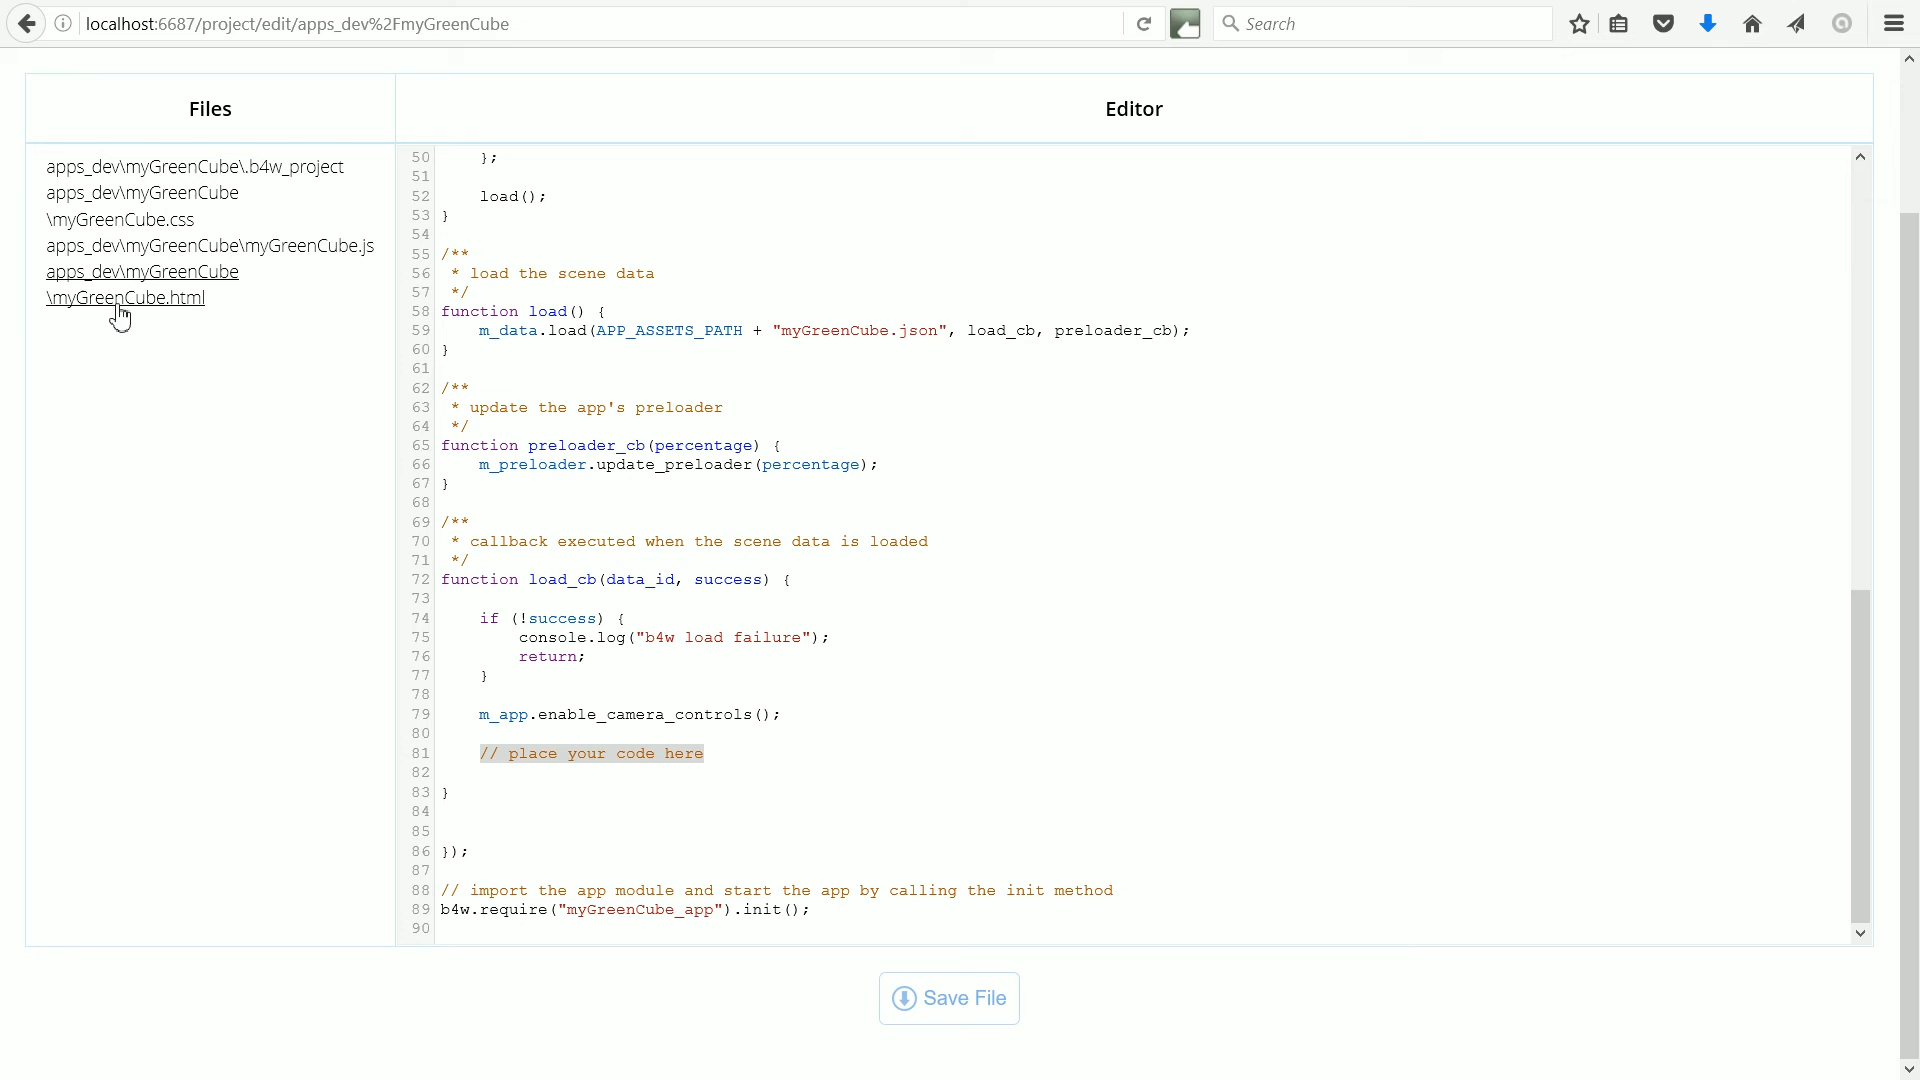 localhost:6687/project/edit/apps_dev%2FmyGreenCube
Search
Files
Editor
apps_dev\myGreenCube\.b4w_project
apps_dev\myGreenCube
\myGreenCube.css
apps_dev\myGreenCube\myGreenCube.js
apps_dev\myGreenCube
\myGreenCube.html
50     };
51
52     load();
53 }
54
55 /**
56  * load the scene data
57  */
58 function load() {
59     m_data.load(APP_ASSETS_PATH + "myGreenCube.json", load_cb, preloader_cb);
60 }
61
62 /**
63  * update the app's preloader
64  */
65 function preloader_cb(percentage) {
66     m_preloader.update_preloader(percentage);
67 }
68
69 /**
70  * callback executed when the scene data is loaded
71  */
72 function load_cb(data_id, success) {
73
74     if (!success) {
75         console.log("b4w load failure");
76         return;
77     }
78
79     m_app.enable_camera_controls();
80
81     // place your code here
82
83 }
84
85
86 });
87
88 // import the app module and start the app by calling the init method
89 b4w.require("myGreenCube_app").init();
90
Save File